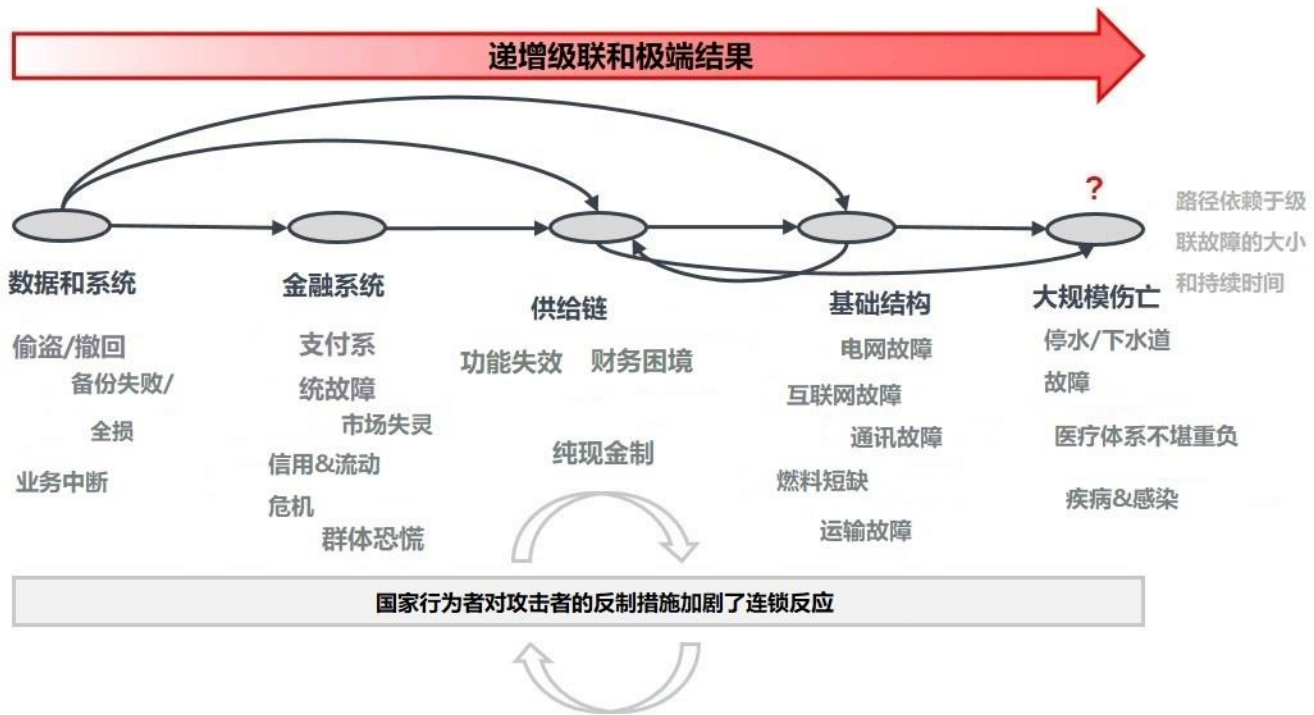 递增级联和极端结果
?
路径依赖于级
联故障的大小
和持续时间
数据和系统
偷盗/撤回
备份失败/
全损
业务中断
金融系统
支付系
统故障
市场失灵
信用&流动
危机
群体恐慌
供给链
功能失效 财务困境
纯现金制
基础结构
电网故障
互联网故障
通讯故障
燃料短缺
运输故障
大规模伤亡
停水/下水道
故障
医疗体系不堪重负
疾病&感染
国家行为者对攻击者的反制措施加剧了连锁反应